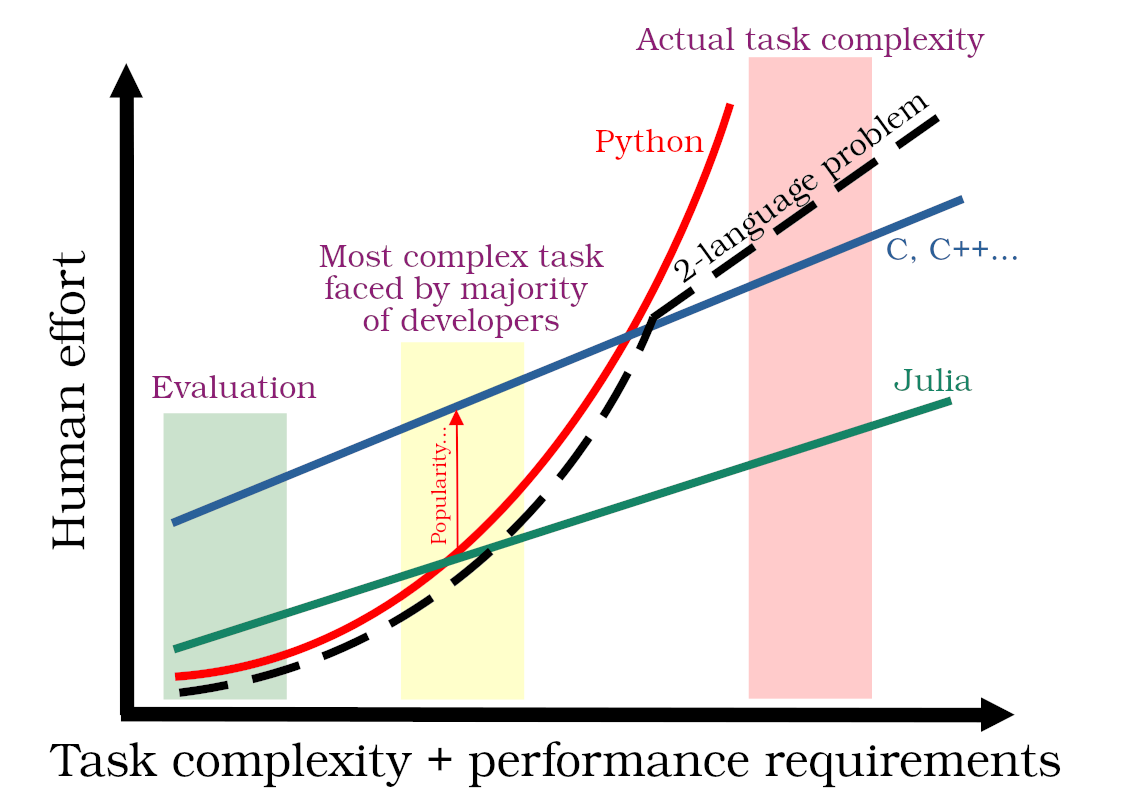 Actual task complexity
Python
2-language problem
C, C++...
Most complex task
faced by majority
of developers
Evaluation
Julia
Popularity...
Human effort
Task complexity + performance requirements